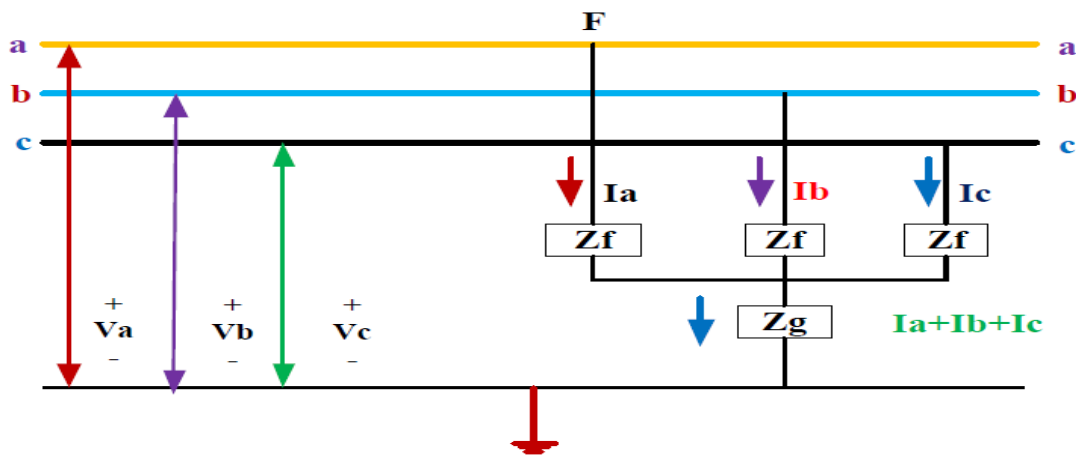 F
a a
b b
c c
Ia Ib Ic
Zf Zf Zf
+ + +
Va Vb Vc
- - -
Zg Ia+Ib+Ic